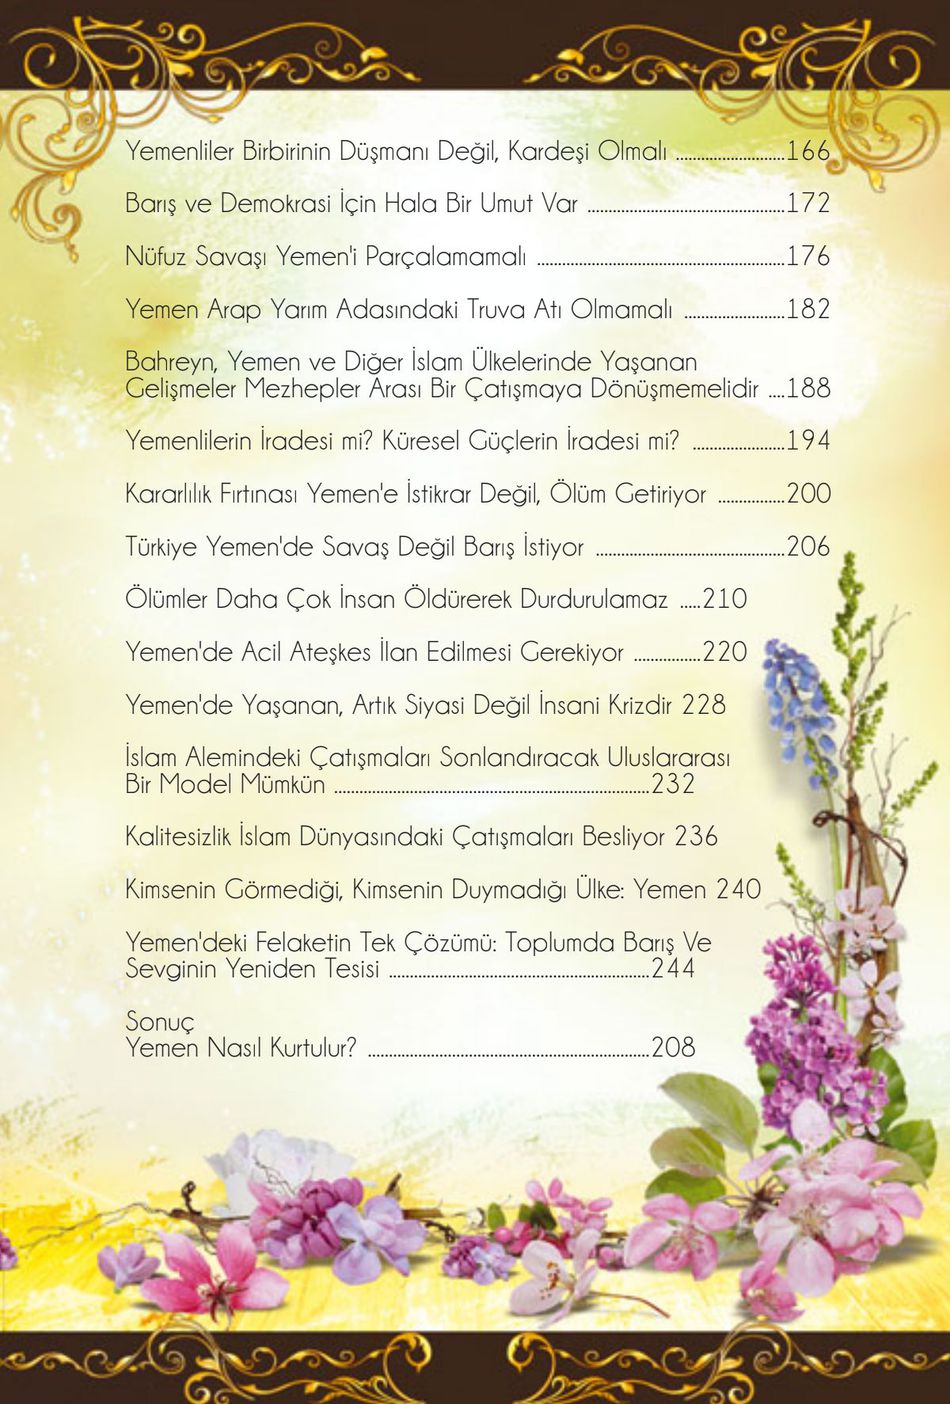 Yemenliler Birbirinin Düşmanı Değil, Kardeşi Olmalı ..........................166
Barış ve Demokrasi İçin Hala Bir Umut Var ...............................................172
Nüfuz Savaşı Yemen'i Parçalamamalı ...........................................................176
Yemen Arap Yarım Adasındaki Truva Atı Olmamalı ........................182
Bahreyn, Yemen ve Diğer İslam Ülkelerinde Yaşanan
Gelişmeler Mezhepler Arası Bir Çatışmaya Dönüşmemelidir ....188
Yemenlilerin İradesi mi? Küresel Güçlerin İradesi mi? ......................194
Kararlılık Fırtınası Yemen'e İstikrar Değil, Ölüm Getiriyor ................200
Türkiye Yemen'de Savaş Değil Barış İstiyor .............................................206
Ölümler Daha Çok İnsan Öldürerek Durdurulamaz .....210
Yemen'de Acil Ateşkes İlan Edilmesi Gerekiyor ................220
Yemen'de Yaşanan, Artık Siyasi Değil İnsani Krizdir 228
İslam Alemindeki Çatışmaları Sonlandıracak Uluslararası
Bir Model Mümkün ...........................................................................232
Kalitesizlik İslam Dünyasındaki Çatışmaları Besliyor 236
Kimsenin Görmediği, Kimsenin Duymadığı Ülke: Yemen 240
Yemen'deki Felaketin Tek Çözümü: Toplumda Barış Ve
Sevginin Yeniden Tesisi ..............................................................244
Sonuç
Yemen Nasıl Kurtulur? ...................................................................208